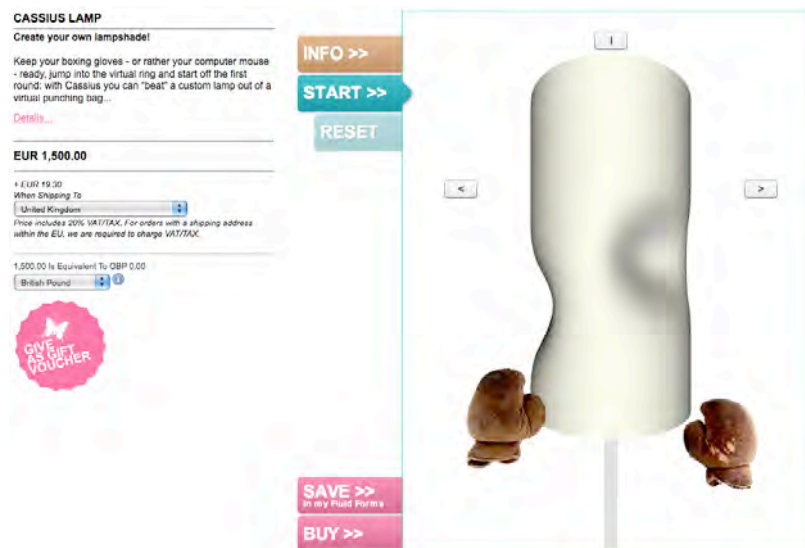 CASSIUS LAMP
Create your own lampshade!
Keep your boxing gloves - or rather your computer mouse
- ready, jump into the virtual ring and start off the first
round: with Cassius you can "beat" a custom lamp out of a
virtual punching bag...
Details...
EUR 1,500.00
+ EUR 19.30
When Shipping To
United Kingdom
Price includes 20% VAT/TAX. For orders with a shipping address
within the EU, we are required to charge VAT/TAX.
1,500.00 Is Equivalent To GBP 0.00
British Pound
i
GIVE
AS GIFT
VOUCHER
INFO >>
START >>
RESET
SAVE >>
in my Fluid Forms
BUY >>
I
<
>